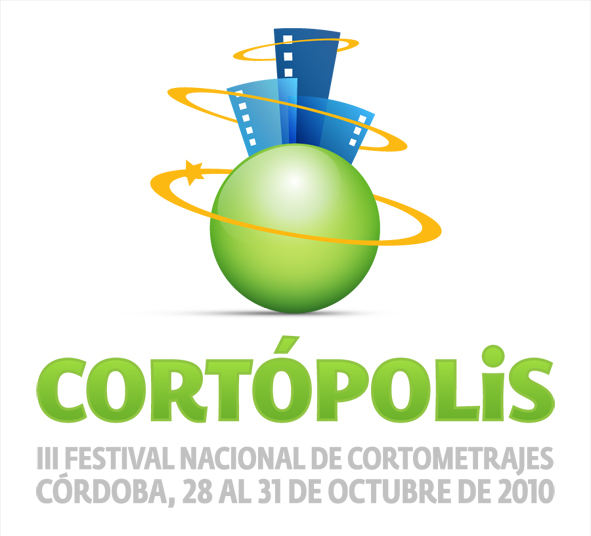 CORTÓPOLiS
III FESTIVAL NACIONAL DE CORTOMETRAJES
CÓRDOBA, 28 AL 31 DE OCTUBRE DE 2010